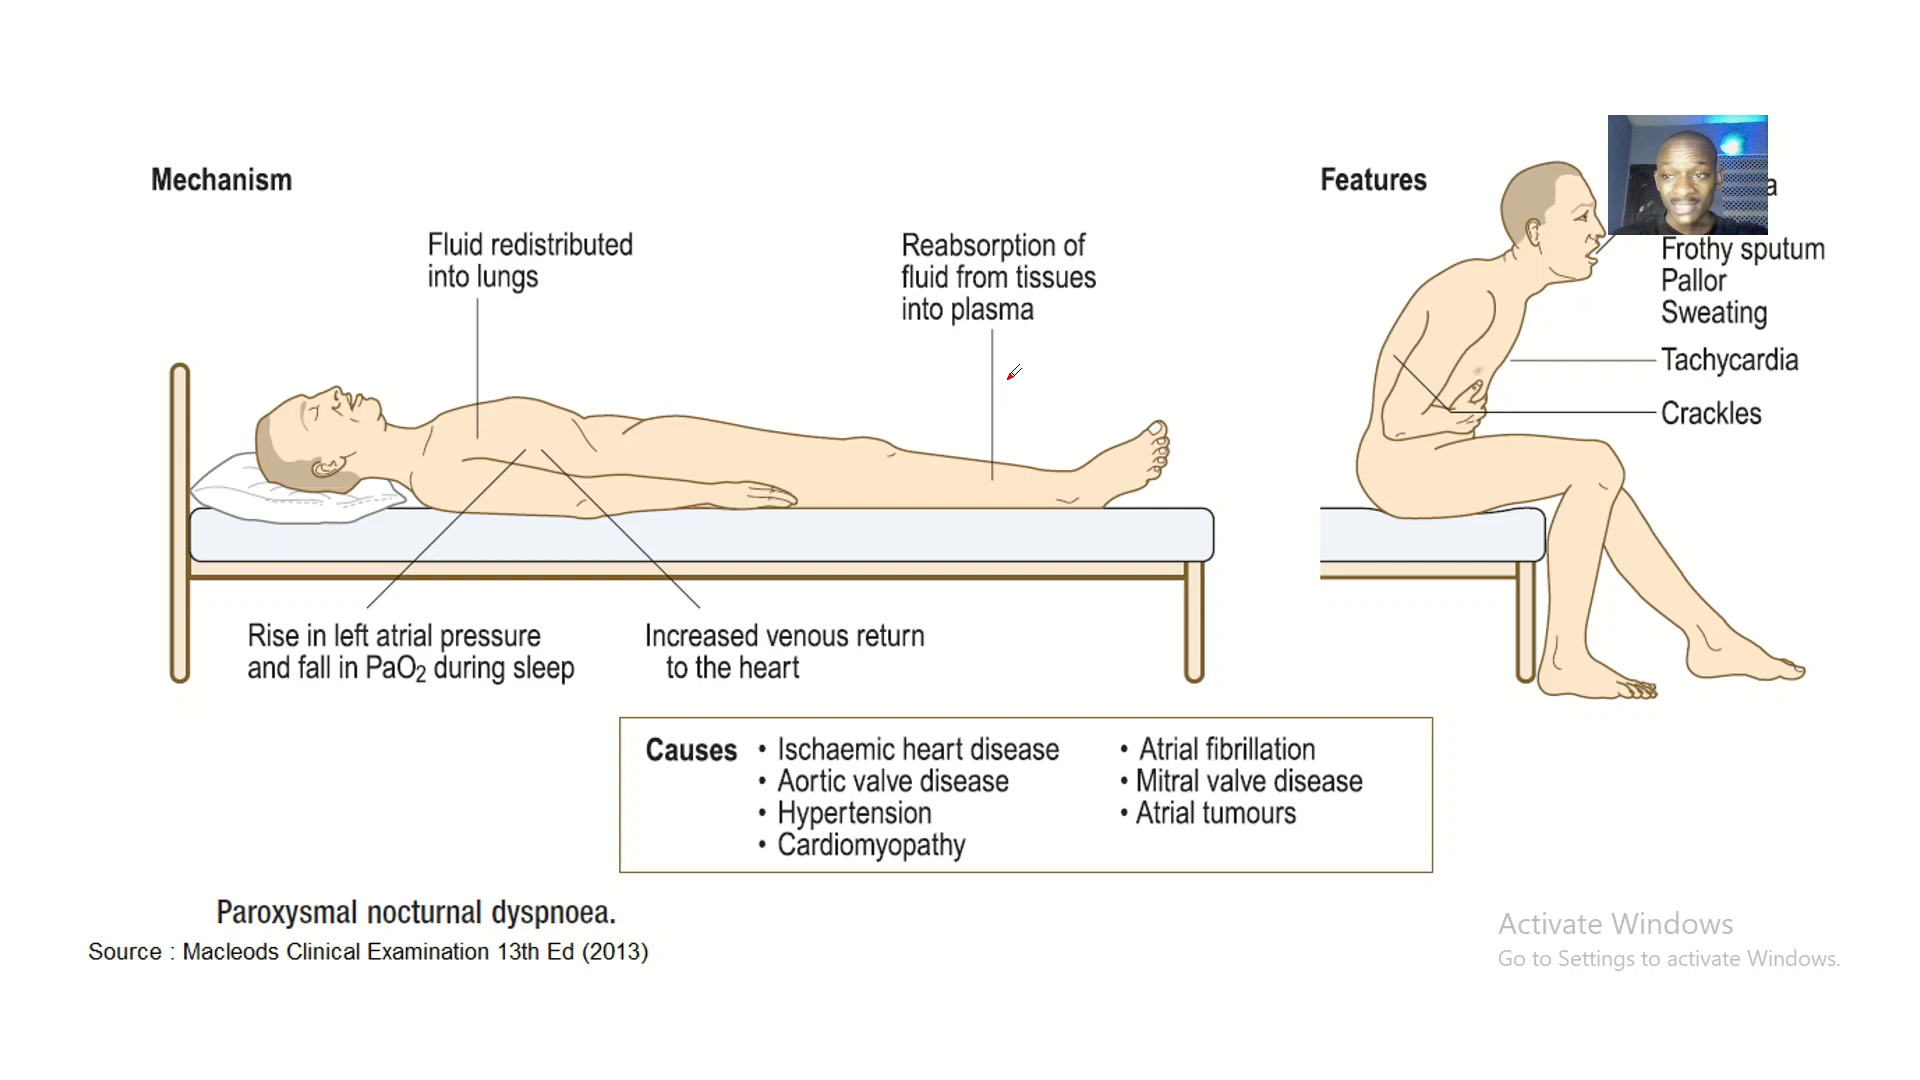 Mechanism
Fluid redistributed
into lungs
Reabsorption of
fluid from tissues
into plasma
Rise in left atrial pressure
and fall in PaO2 during sleep
Increased venous return
to the heart
Features
Frothy sputum
Pallor
Sweating
Tachycardia
Crackles
Causes
• Ischaemic heart disease
• Aortic valve disease
• Hypertension
• Cardiomyopathy
• Atrial fibrillation
• Mitral valve disease
• Atrial tumours
Paroxysmal nocturnal dyspnoea.
Source : Macleods Clinical Examination 13th Ed (2013)
Activate Windows
Go to Settings to activate Windows.